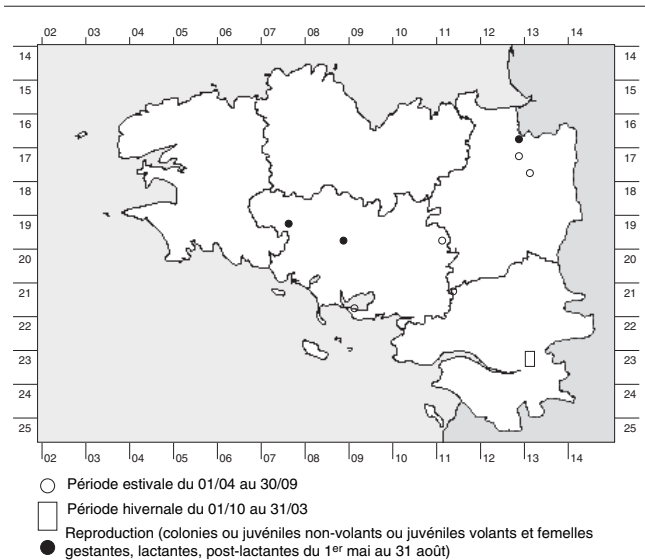 02 03 04 05 06 07 08 09 10 11 12 13 14
14 14
15 15
16 16
17 17
18 18
19 19
20 20
21 21
22 22
23 23
24 24
25 25
02 03 04 05 06 07 08 09 10 11 12 13 14
Période estivale du 01/04 au 30/09
Période hivernale du 01/10 au 31/03
Reproduction (colonies ou juvéniles non-volants ou juvéniles volants et femelles
gestantes, lactantes, post-lactantes du 1er mai au 31 août)